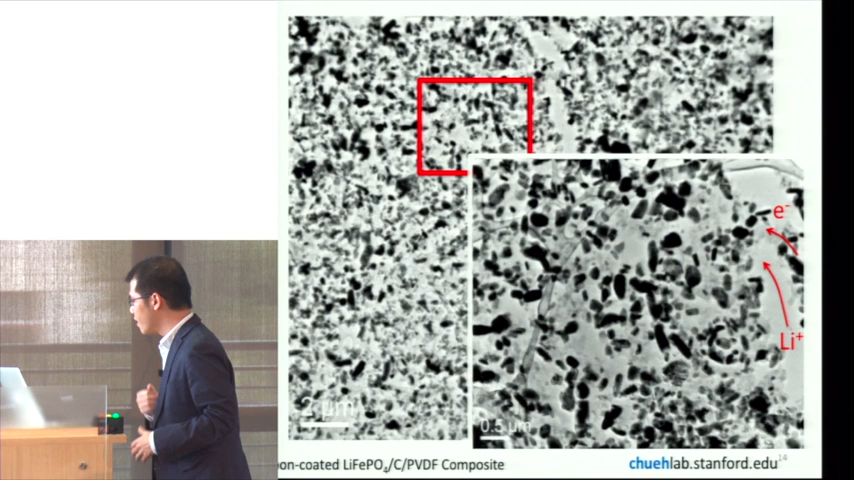 e⁻
Li⁺
2 μm
0.5 μm
on-coated LiFePO₄/C/PVDF Composite
chuehlab.stanford.edu
14